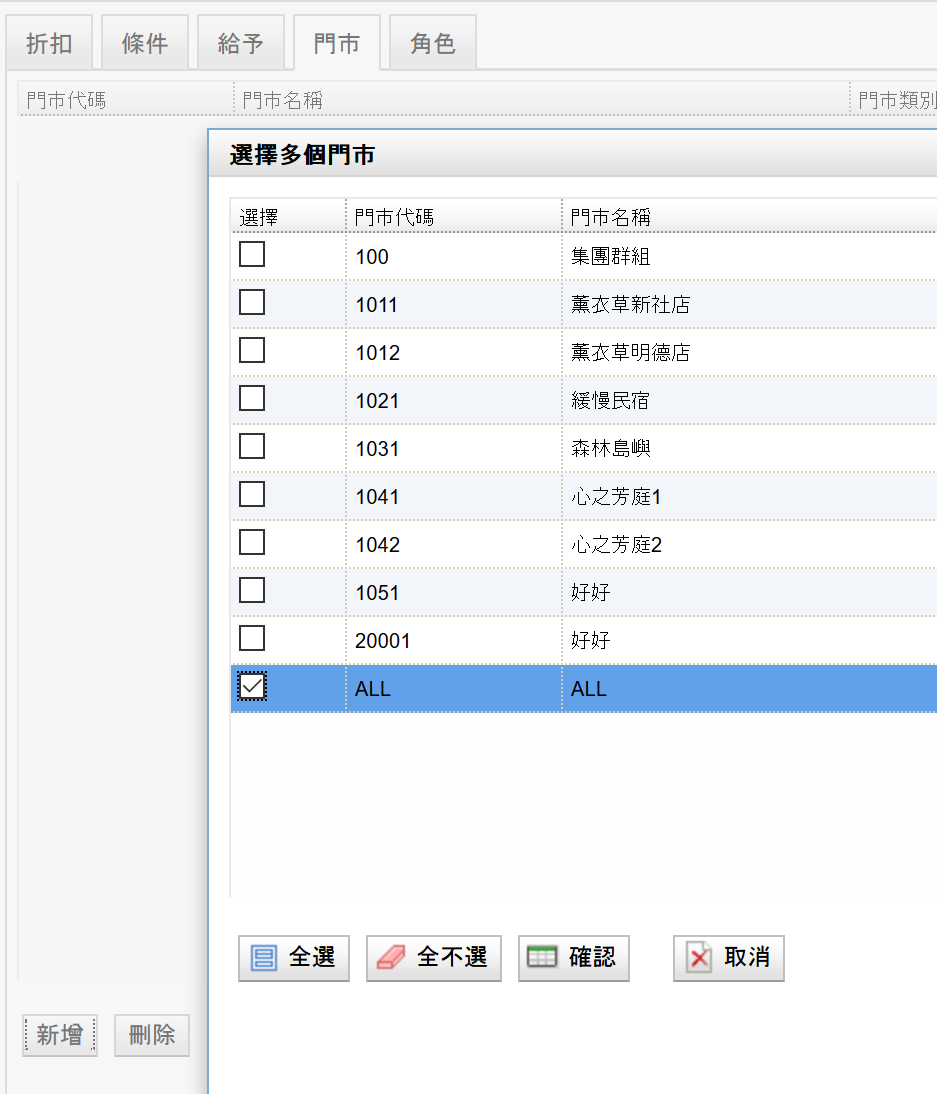 折扣 條件 給予 門市 角色
門市代碼 門市名稱 門市類別
選擇多個門市
選擇 門市代碼 門市名稱
100 集團群組
1011 薰衣草新社店
1012 薰衣草明德店
1021 緩慢民宿
1031 森林島嶼
1041 心之芳庭1
1042 心之芳庭2
1051 好好
20001 好好
ALL ALL
全選 全不選 確認 取消
新增 刪除